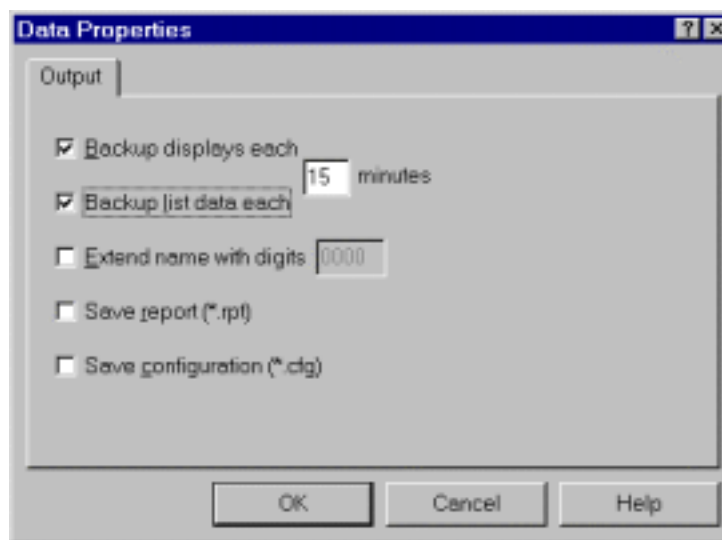 Data Properties
Output
Backup displays each
15 minutes
Backup list data each
Extend name with digits 0000
Save report (*.rpt)
Save configuration (*.cfg)
OK Cancel Help